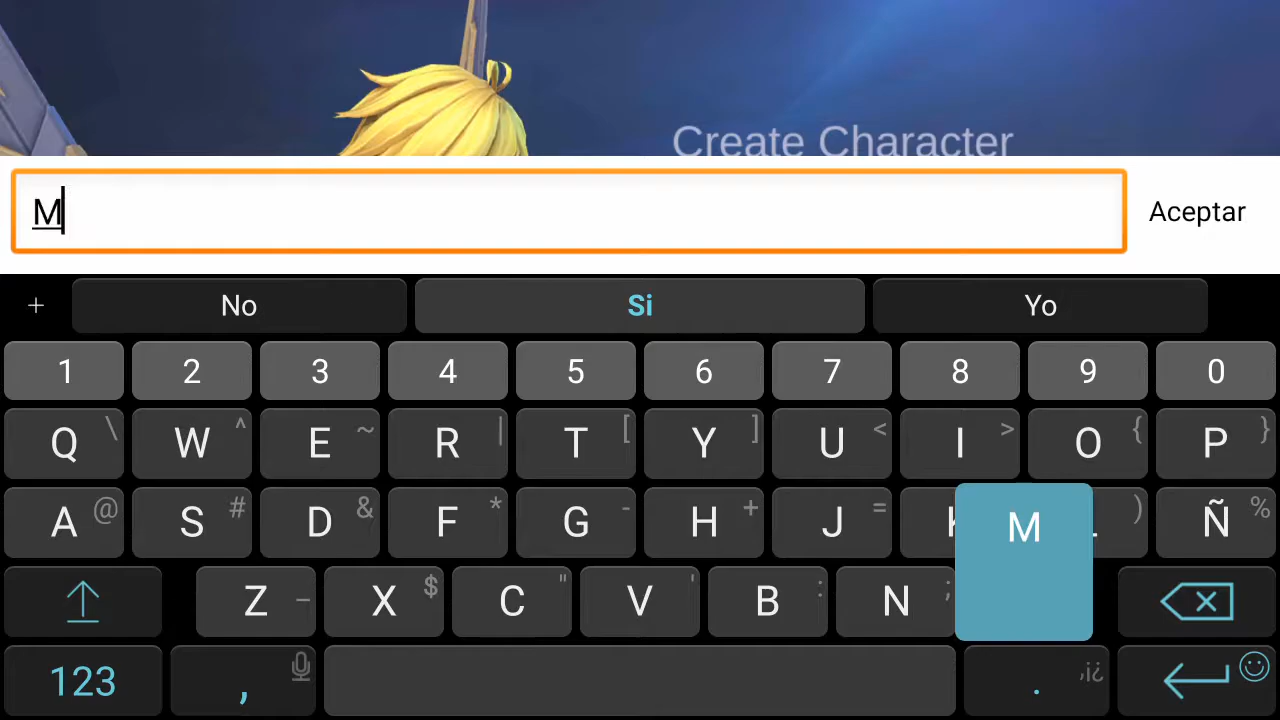 Create Character
M
Aceptar
+ No Si Yo
1 2 3 4 5 6 7 8 9 0
Q \ W ^ E ~ R | T [ Y ] U < I > O { P }
A @ S # D & F * G - H + J = K L ) Ñ %
Z _ X $ C " V ' B : N ; M
123 , . ,¡¿